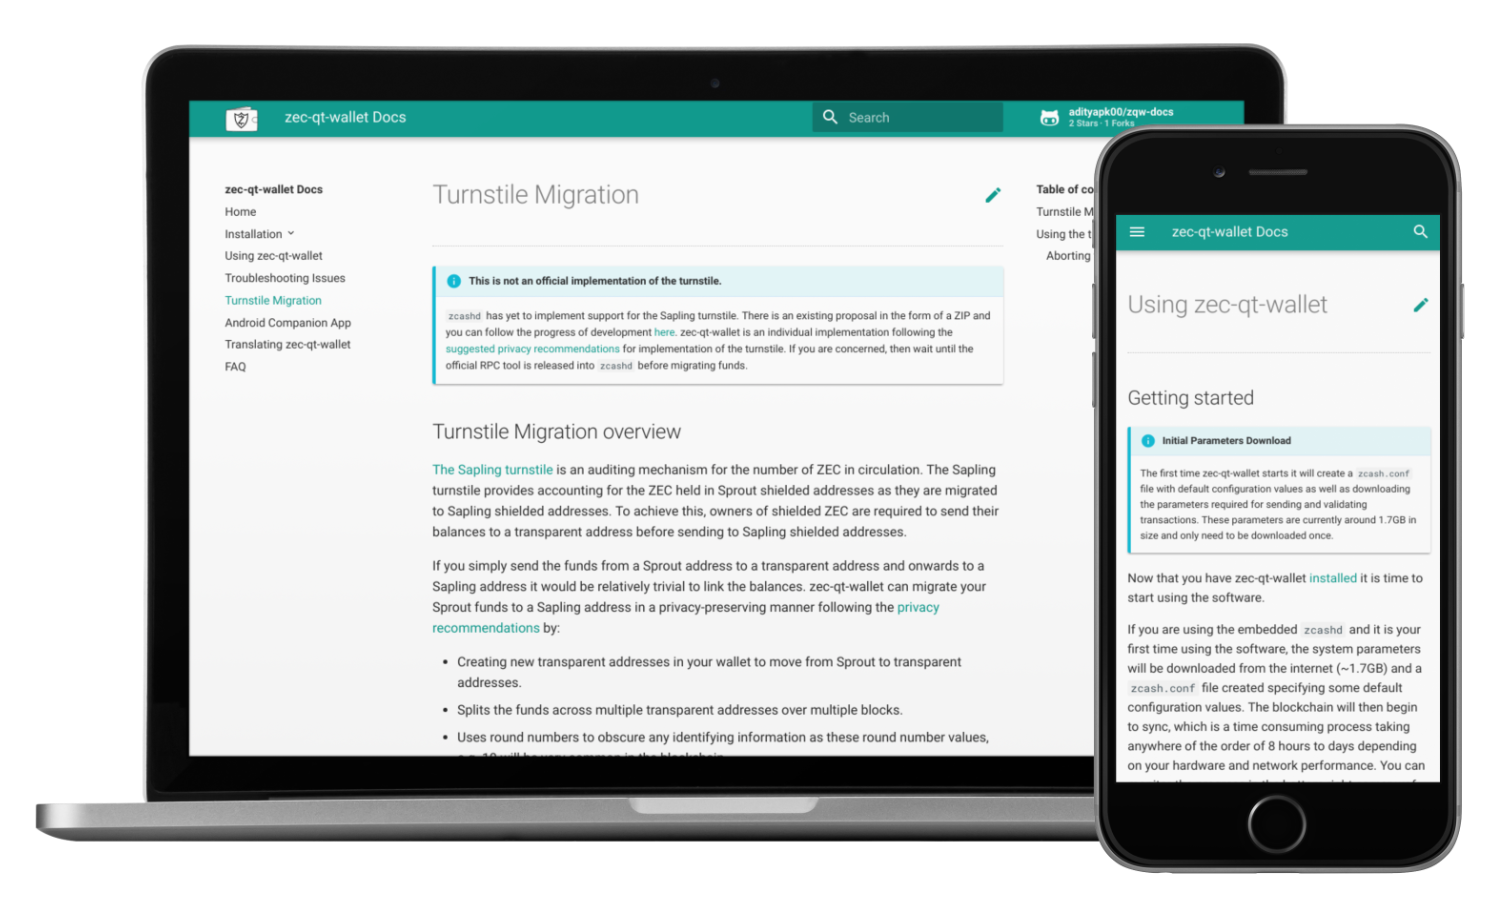 zec-qt-wallet Docs
Search
adityapk00/zqw-docs
2 Stars · 1 Forks
zec-qt-wallet Docs
Home
Installation
Using zec-qt-wallet
Troubleshooting Issues
Turnstile Migration
Android Companion App
Translating zec-qt-wallet
FAQ
Turnstile Migration
This is not an official implementation of the turnstile.
zcashd has yet to implement support for the Sapling turnstile. There is an existing proposal in the form of a ZIP and
you can follow the progress of development here. zec-qt-wallet is an individual implementation following the
suggested privacy recommendations for implementation of the turnstile. If you are concerned, then wait until the
official RPC tool is released into zcashd before migrating funds.
Turnstile Migration overview
The Sapling turnstile is an auditing mechanism for the number of ZEC in circulation. The Sapling
turnstile provides accounting for the ZEC held in Sprout shielded addresses as they are migrated
to Sapling shielded addresses. To achieve this, owners of shielded ZEC are required to send their
balances to a transparent address before sending to Sapling shielded addresses.
If you simply send the funds from a Sprout address to a transparent address and onwards to a
Sapling address it would be relatively trivial to link the balances. zec-qt-wallet can migrate your
Sprout funds to a Sapling address in a privacy-preserving manner following the privacy
recommendations by:
• Creating new transparent addresses in your wallet to move from Sprout to transparent
addresses.
• Splits the funds across multiple transparent addresses over multiple blocks.
• Uses round numbers to obscure any identifying information as these round number values,
Table of co
Turnstile M
Using the t
Aborting
zec-qt-wallet Docs
Using zec-qt-wallet
Getting started
Initial Parameters Download
The first time zec-qt-wallet starts it will create a zcash.conf
file with default configuration values as well as downloading
the parameters required for sending and validating
transactions. These parameters are currently around 1.7GB in
size and only need to be downloaded once.
Now that you have zec-qt-wallet installed it is time to
start using the software.
If you are using the embedded zcashd and it is your
first time using the software, the system parameters
will be downloaded from the internet (~1.7GB) and a
zcash.conf file created specifying some default
configuration values. The blockchain will then begin
to sync, which is a time consuming process taking
anywhere of the order of 8 hours to days depending
on your hardware and network performance. You can